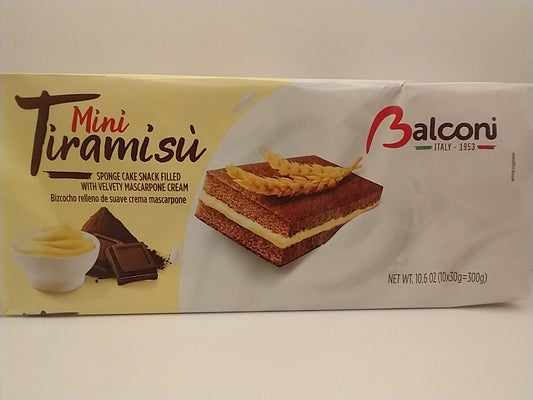 Mini
Tiramisù
SPONGE CAKE SNACK FILLED
WITH VELVETY MASCARPONE CREAM
Bizcocho relleno de suave crema mascarpone
Balconi
ITALY - 1953
NET WT. 10.6 OZ (10x30g=300g)